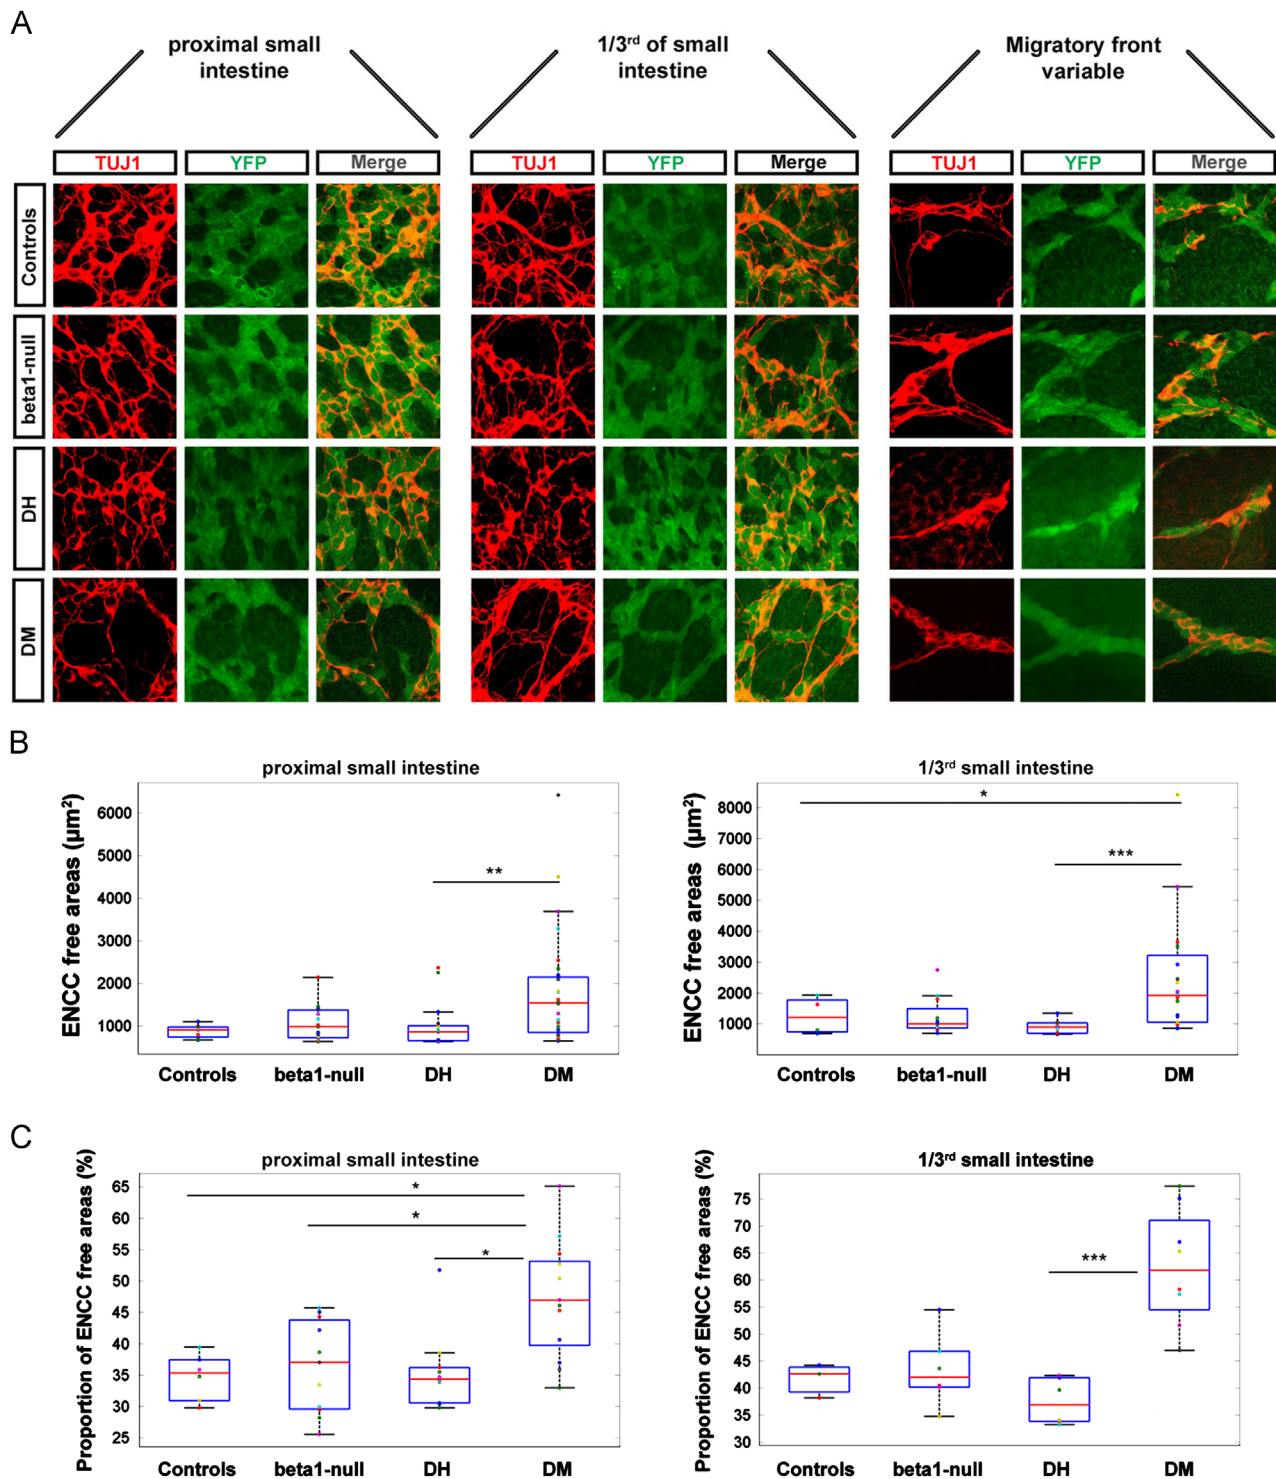 A
proximal small
intestine
1/3rd of small
intestine
Migratory front
variable
TUJ1 YFP Merge TUJ1 YFP Merge TUJ1 YFP Merge
Controls
beta1-null
DH
DM
B
proximal small intestine
ENCC free areas (µm²)
6000
5000
4000
3000
2000
1000
**
Controls beta1-null DH DM
1/3rd small intestine
ENCC free areas (µm²)
8000
7000
6000
5000
4000
3000
2000
1000
*
***
Controls beta1-null DH DM
C
proximal small intestine
Proportion of ENCC free areas (%)
65
60
55
50
45
40
35
30
25
*
*
*
Controls beta1-null DH DM
1/3rd small intestine
Proportion of ENCC free areas (%)
75
70
65
60
55
50
45
40
35
30
***
Controls beta1-null DH DM